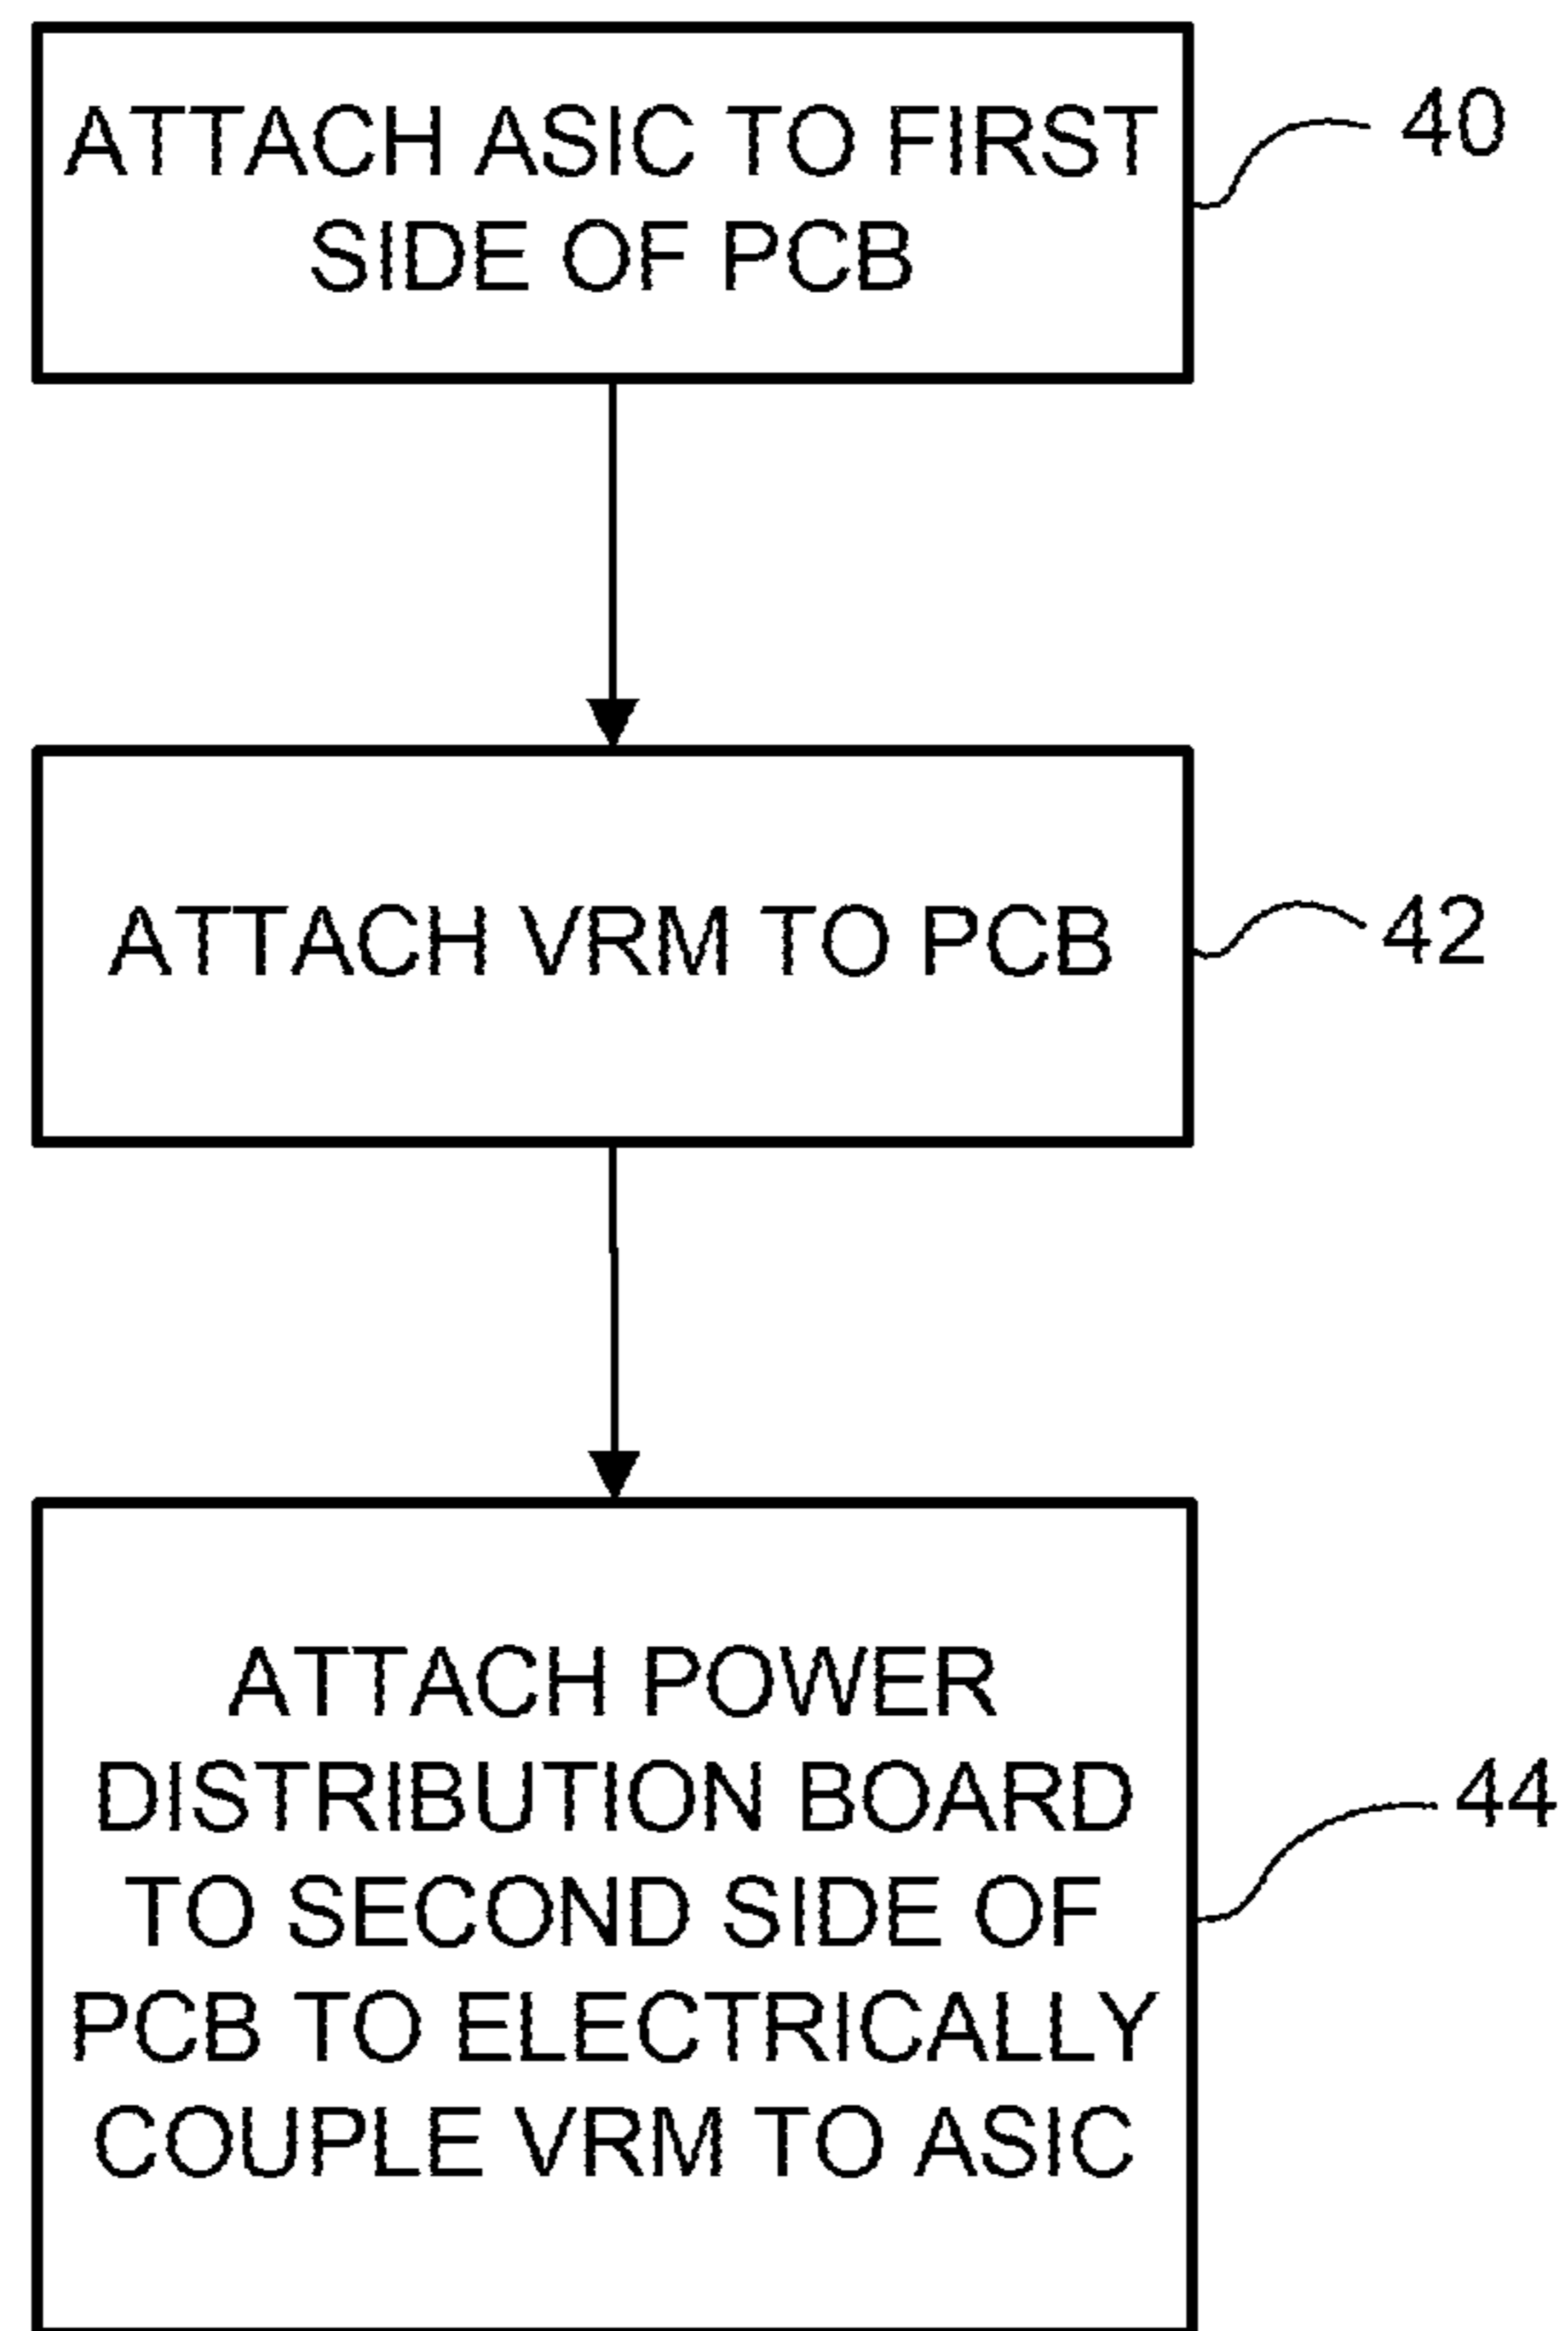 ATTACH ASIC TO FIRST
SIDE OF PCB
40
ATTACH VRM TO PCB
42
ATTACH POWER
DISTRIBUTION BOARD
TO SECOND SIDE OF
PCB TO ELECTRICALLY
COUPLE VRM TO ASIC
44